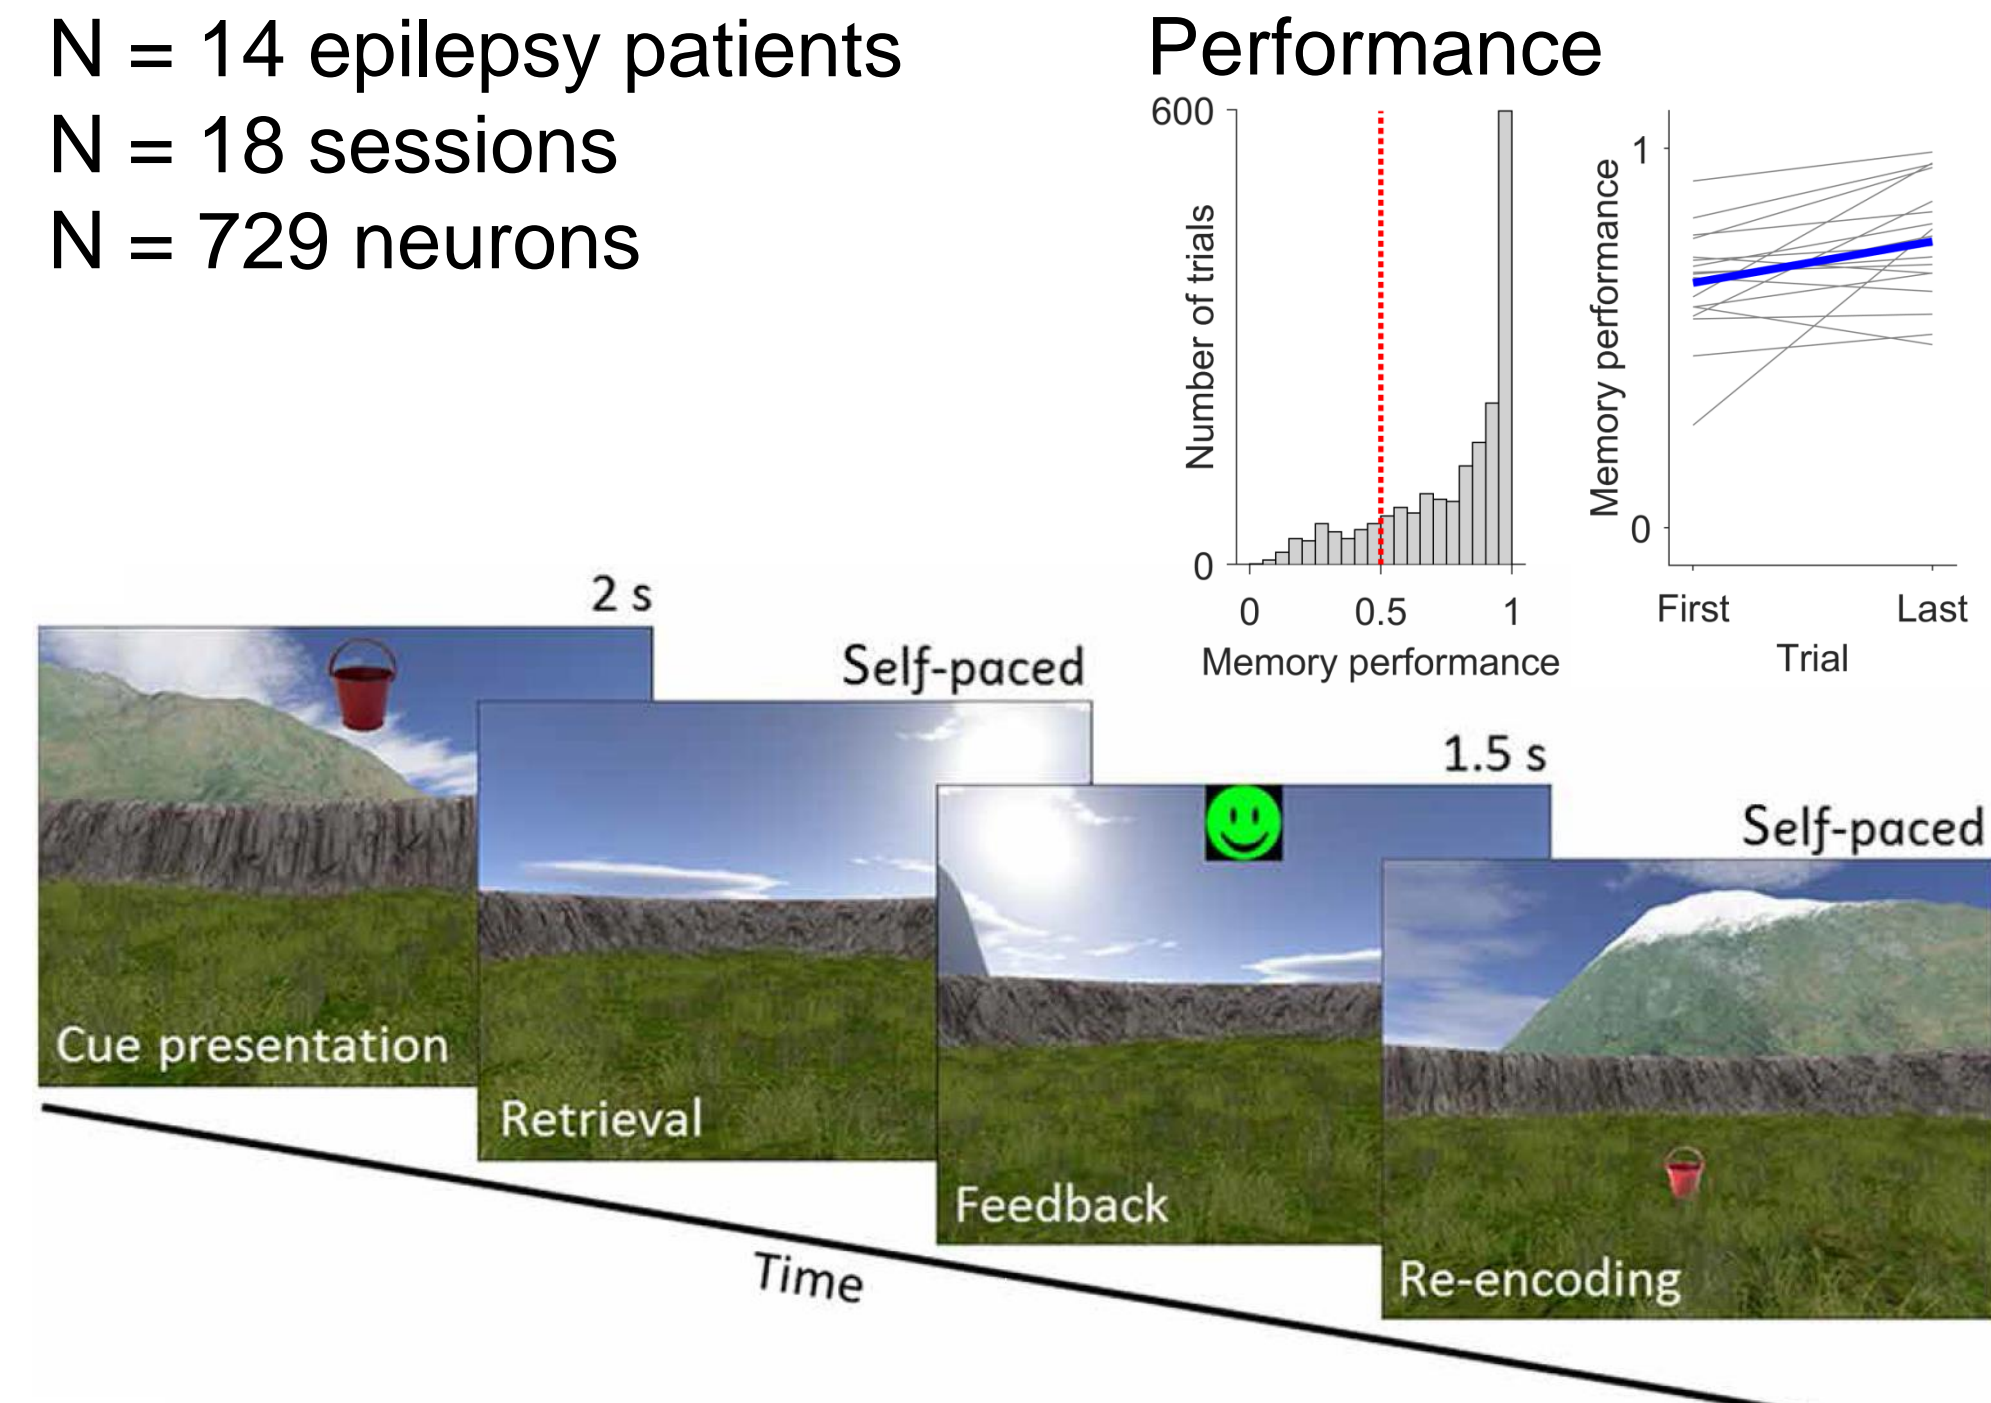 N = 14 epilepsy patients
N = 18 sessions
N = 729 neurons
Performance
600
0
Number of trials
0
0.5
1
Memory performance
1
0
Memory performance
First
Last
Trial
2 s
Self-paced
1.5 s
Self-paced
Cue presentation
Retrieval
Feedback
Re-encoding
Time